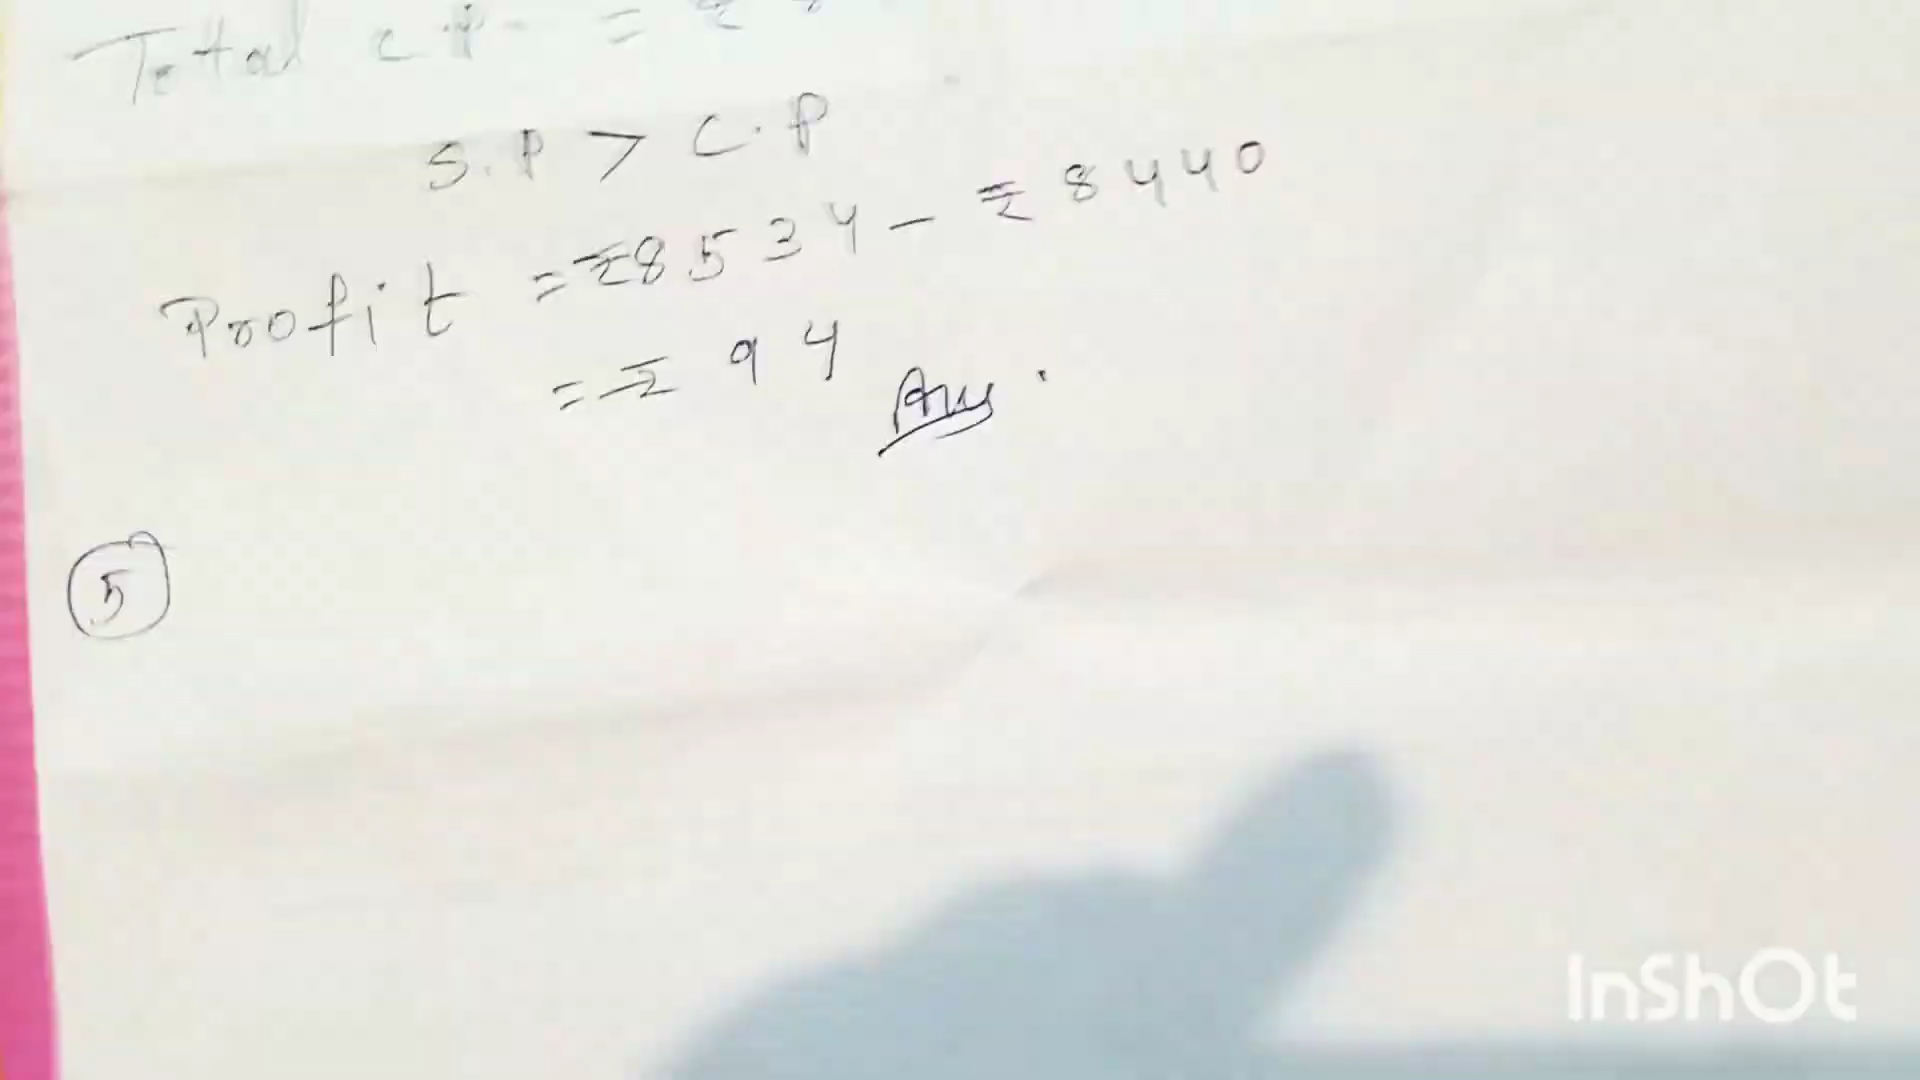 Total C.P. = ₹
S.P > C.P
Profit = ₹8534 - ₹8440
= ₹94 Ans.
5
InShOt